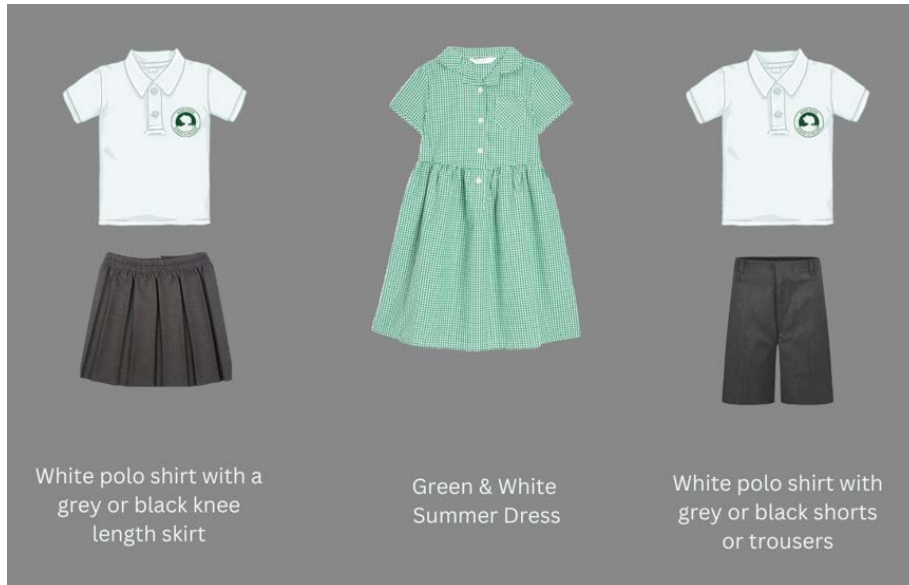 White polo shirt with a
grey or black knee
length skirt
Green & White
Summer Dress
White polo shirt with
grey or black shorts
or trousers